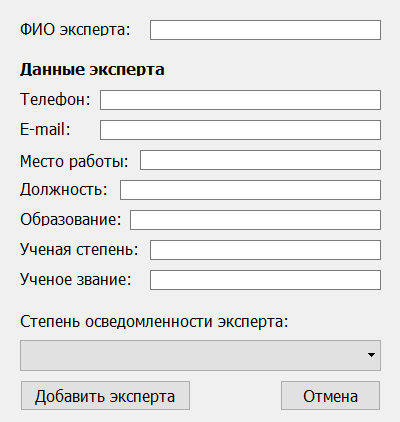 ФИО эксперта:
Данные эксперта
Телефон:
E-mail:
Место работы:
Должность:
Образование:
Ученая степень:
Ученое звание:
Степень осведомленности эксперта:
Добавить эксперта Отмена